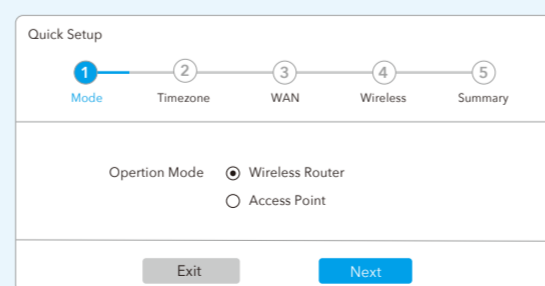 Quick Setup
1 2 3 4 5
Mode Timezone WAN Wireless Summary
Opertion Mode Wireless Router
Access Point
Exit Next